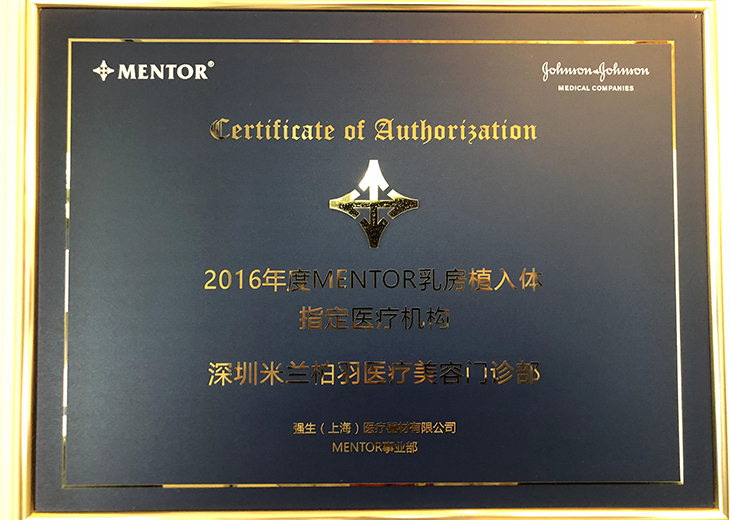 MENTOR®
Johnson & Johnson
MEDICAL COMPANIES
Certificate of Authorization
2016年度MENTOR乳房植入体
指定医疗机构
深圳米兰柏羽医疗美容门诊部
强生（上海）医疗器材有限公司
MENTOR事业部